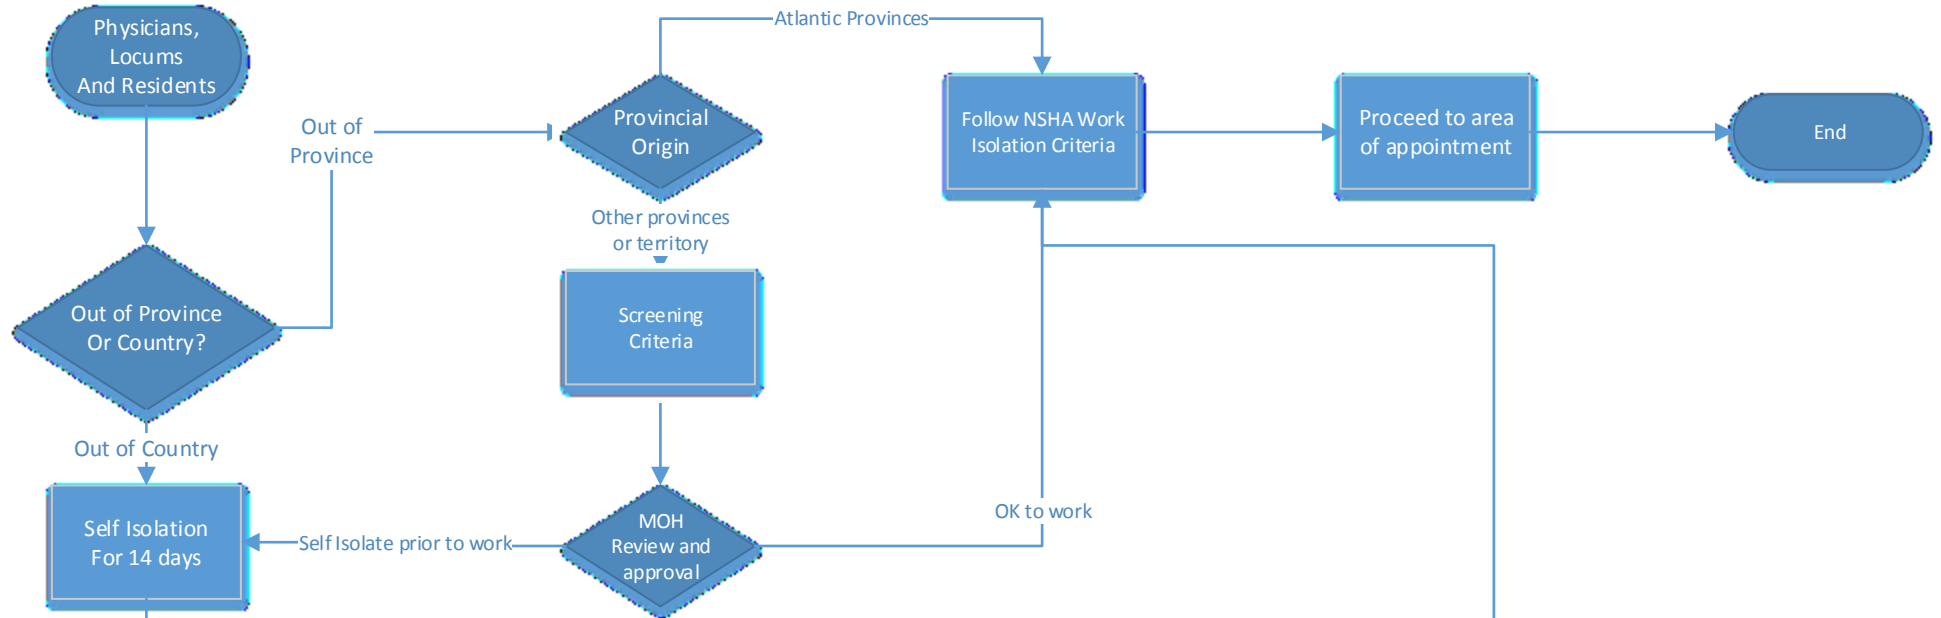 Physicians,
Locums
And Residents
Atlantic Provinces
Out of
Province
Provincial
Origin
Follow NSHA Work
Isolation Criteria
Proceed to area
of appointment
End
Other provinces
or territory
Out of Province
Or Country?
Screening
Criteria
Out of Country
Self Isolation
For 14 days
Self Isolate prior to work
MOH
Review and
approval
OK to work